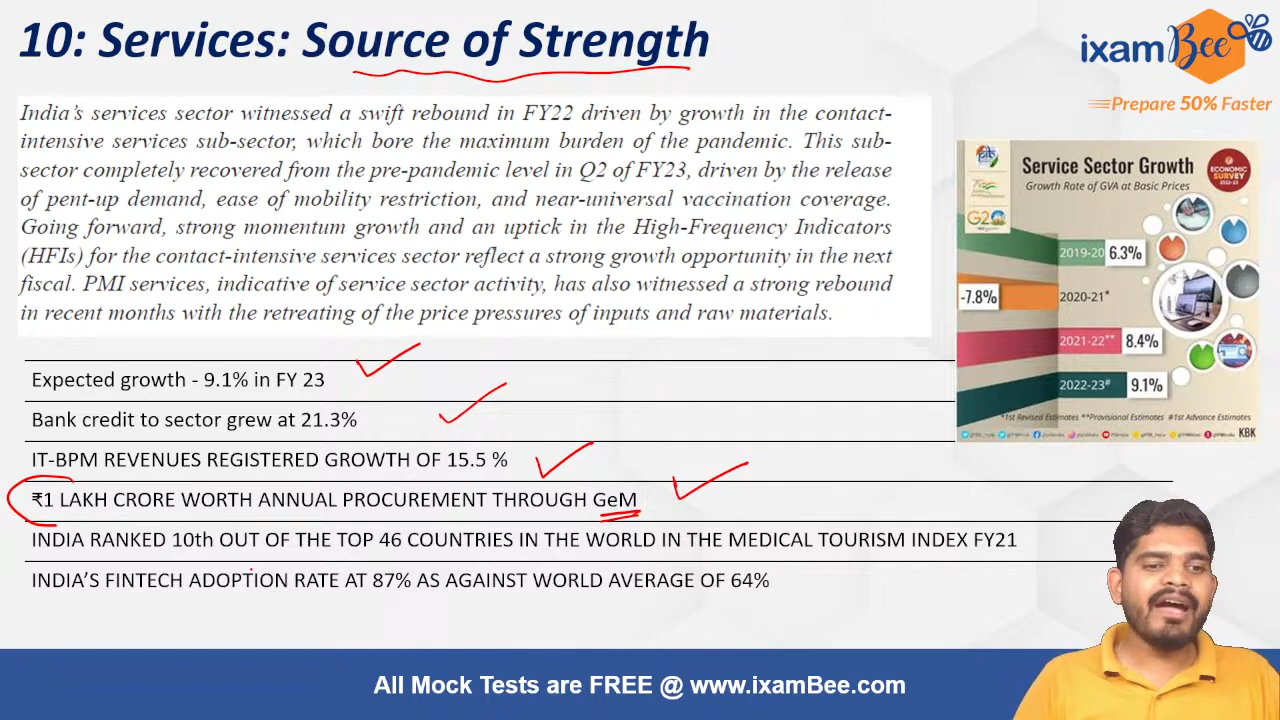 10: Services: Source of Strength
ixamBee
Prepare 50% Faster
India's services sector witnessed a swift rebound in FY22 driven by growth in the contact-
intensive services sub-sector, which bore the maximum burden of the pandemic. This sub-
sector completely recovered from the pre-pandemic level in Q2 of FY23, driven by the release
of pent-up demand, ease of mobility restriction, and near-universal vaccination coverage.
Going forward, strong momentum growth and an uptick in the High-Frequency Indicators
(HFIs) for the contact-intensive services sector reflect a strong growth opportunity in the next
fiscal. PMI services, indicative of service sector activity, has also witnessed a strong rebound
in recent months with the retreating of the price pressures of inputs and raw materials.
Service Sector Growth
Growth Rate of GVA at Basic Prices
ECONOMIC
SURVEY
2022-23
G20
2019-20 6.3%
-7.8% 2020-21*
2021-22** 8.4%
2022-23# 9.1%
*1st Revised Estimates **Provisional Estimates #1st Advance Estimates
KBK
Expected growth - 9.1% in FY 23
Bank credit to sector grew at 21.3%
IT-BPM REVENUES REGISTERED GROWTH OF 15.5 %
₹1 LAKH CRORE WORTH ANNUAL PROCUREMENT THROUGH GeM
INDIA RANKED 10th OUT OF THE TOP 46 COUNTRIES IN THE WORLD IN THE MEDICAL TOURISM INDEX FY21
INDIA'S FINTECH ADOPTION RATE AT 87% AS AGAINST WORLD AVERAGE OF 64%
All Mock Tests are FREE @ www.ixamBee.com